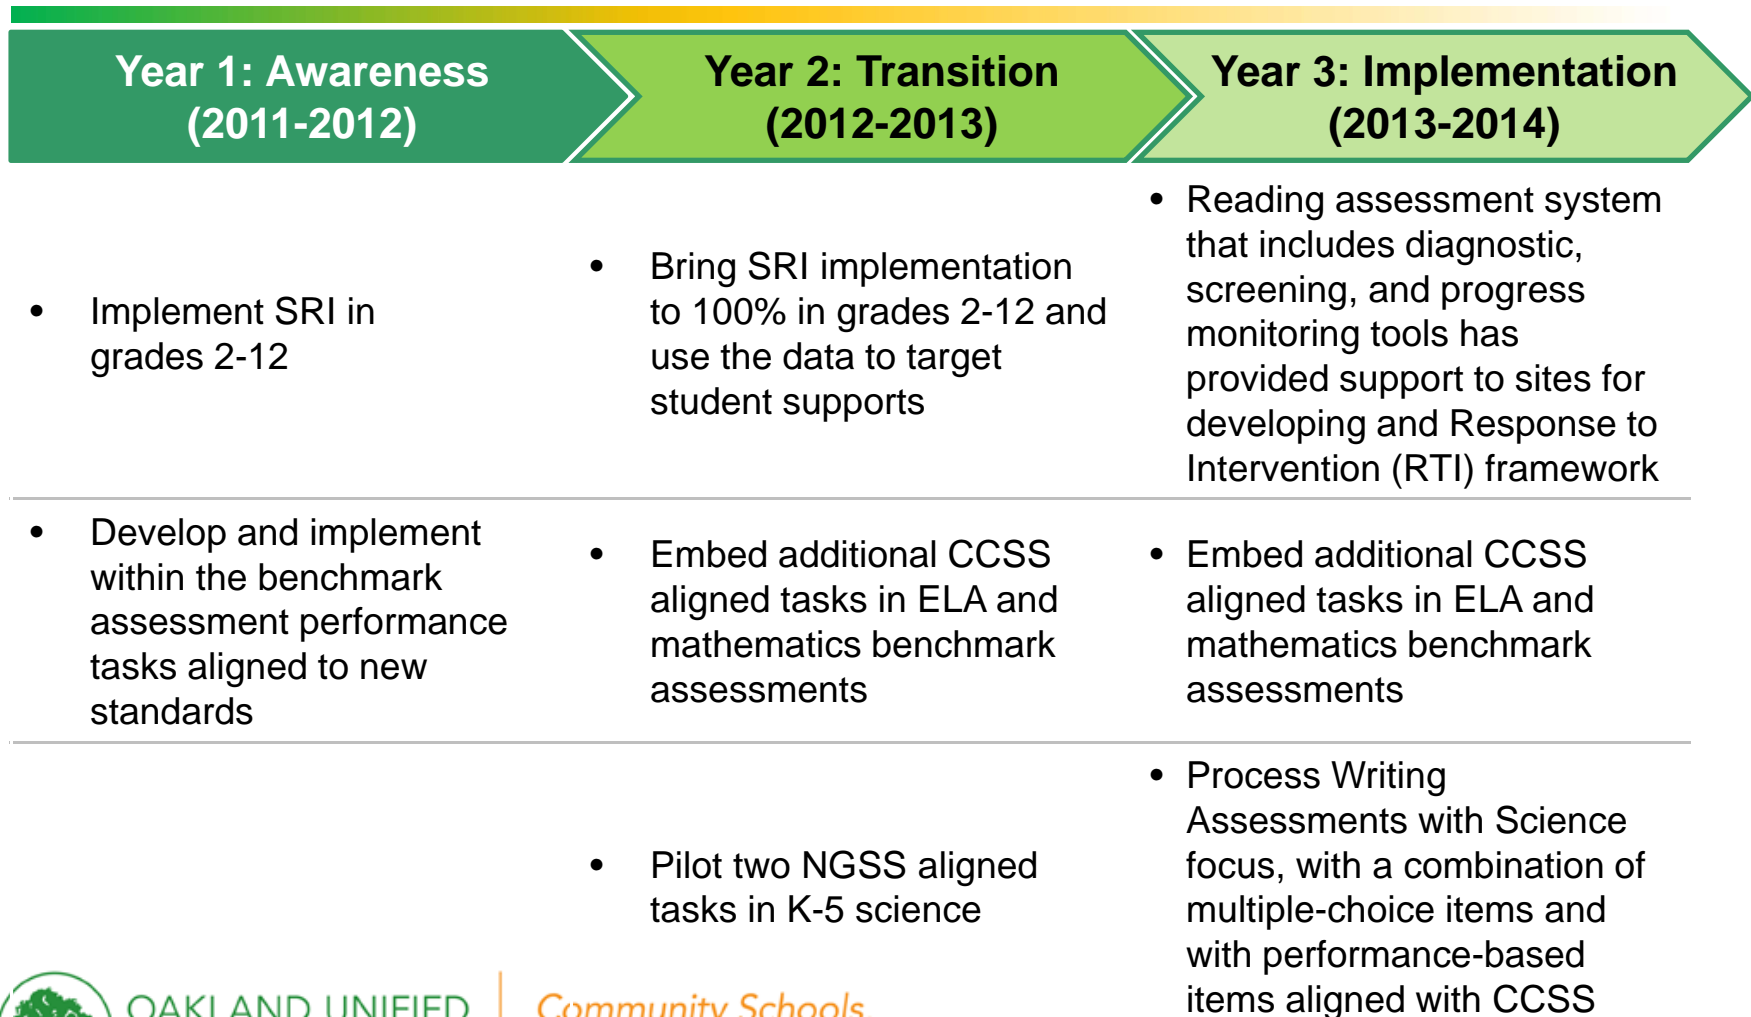 Year 1: Awareness
(2011-2012)
Year 2: Transition
(2012-2013)
Year 3: Implementation
(2013-2014)
• Implement SRI in
grades 2-12
• Bring SRI implementation
to 100% in grades 2-12 and
use the data to target
student supports
• Reading assessment system
that includes diagnostic,
screening, and progress
monitoring tools has
provided support to sites for
developing and Response to
Intervention (RTI) framework
• Develop and implement
within the benchmark
assessment performance
tasks aligned to new
standards
• Embed additional CCSS
aligned tasks in ELA and
mathematics benchmark
assessments
• Embed additional CCSS
aligned tasks in ELA and
mathematics benchmark
assessments
• Pilot two NGSS aligned
tasks in K-5 science
• Process Writing
Assessments with Science
focus, with a combination of
multiple-choice items and
with performance-based
items aligned with CCSS
OAKLAND UNIFIED
Community Schools,